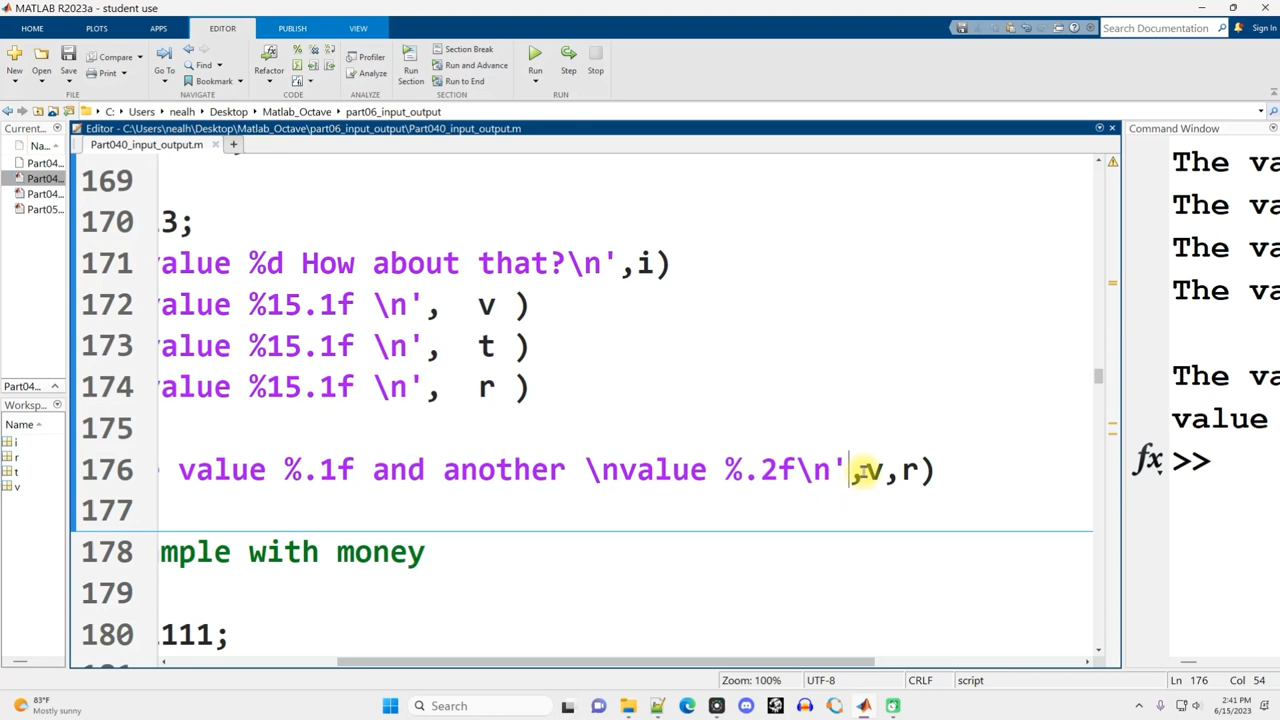 MATLAB R2023a - student use
HOME PLOTS APPS EDITOR PUBLISH VIEW Search Documentation Sign In
New Open Save Compare Print Go To Find Bookmark Refactor Profiler Analyze Run Section Section Break Run and Advance Run to End Run Step Stop
FILE NAVIGATE CODE ANALYZE SECTION RUN
C: Users nealh Desktop Matlab_Octave part06_input_output
Current... Editor - C:\Users\nealh\Desktop\Matlab_Octave\part06_input_output\Part040_input_output.m Command Window
Na... Part040_input_output.m +
Part04...
Part04...
Part04...
Part05...
Part04...
Worksp...
Name
i
r
t
v
169
170 .3;
171 value %d How about that?\n',i)
172 value %15.1f \n', v )
173 value %15.1f \n', t )
174 value %15.1f \n', r )
175
176 value %.1f and another \nvalue %.2f\n',v,r)
177
178 mple with money
179
180 .111;
The va
The va
The va
The va
The va
value
fx >>
Zoom: 100% UTF-8 CRLF script Ln 176 Col 54
83°F
Mostly sunny
Search
2:41 PM
6/15/2023